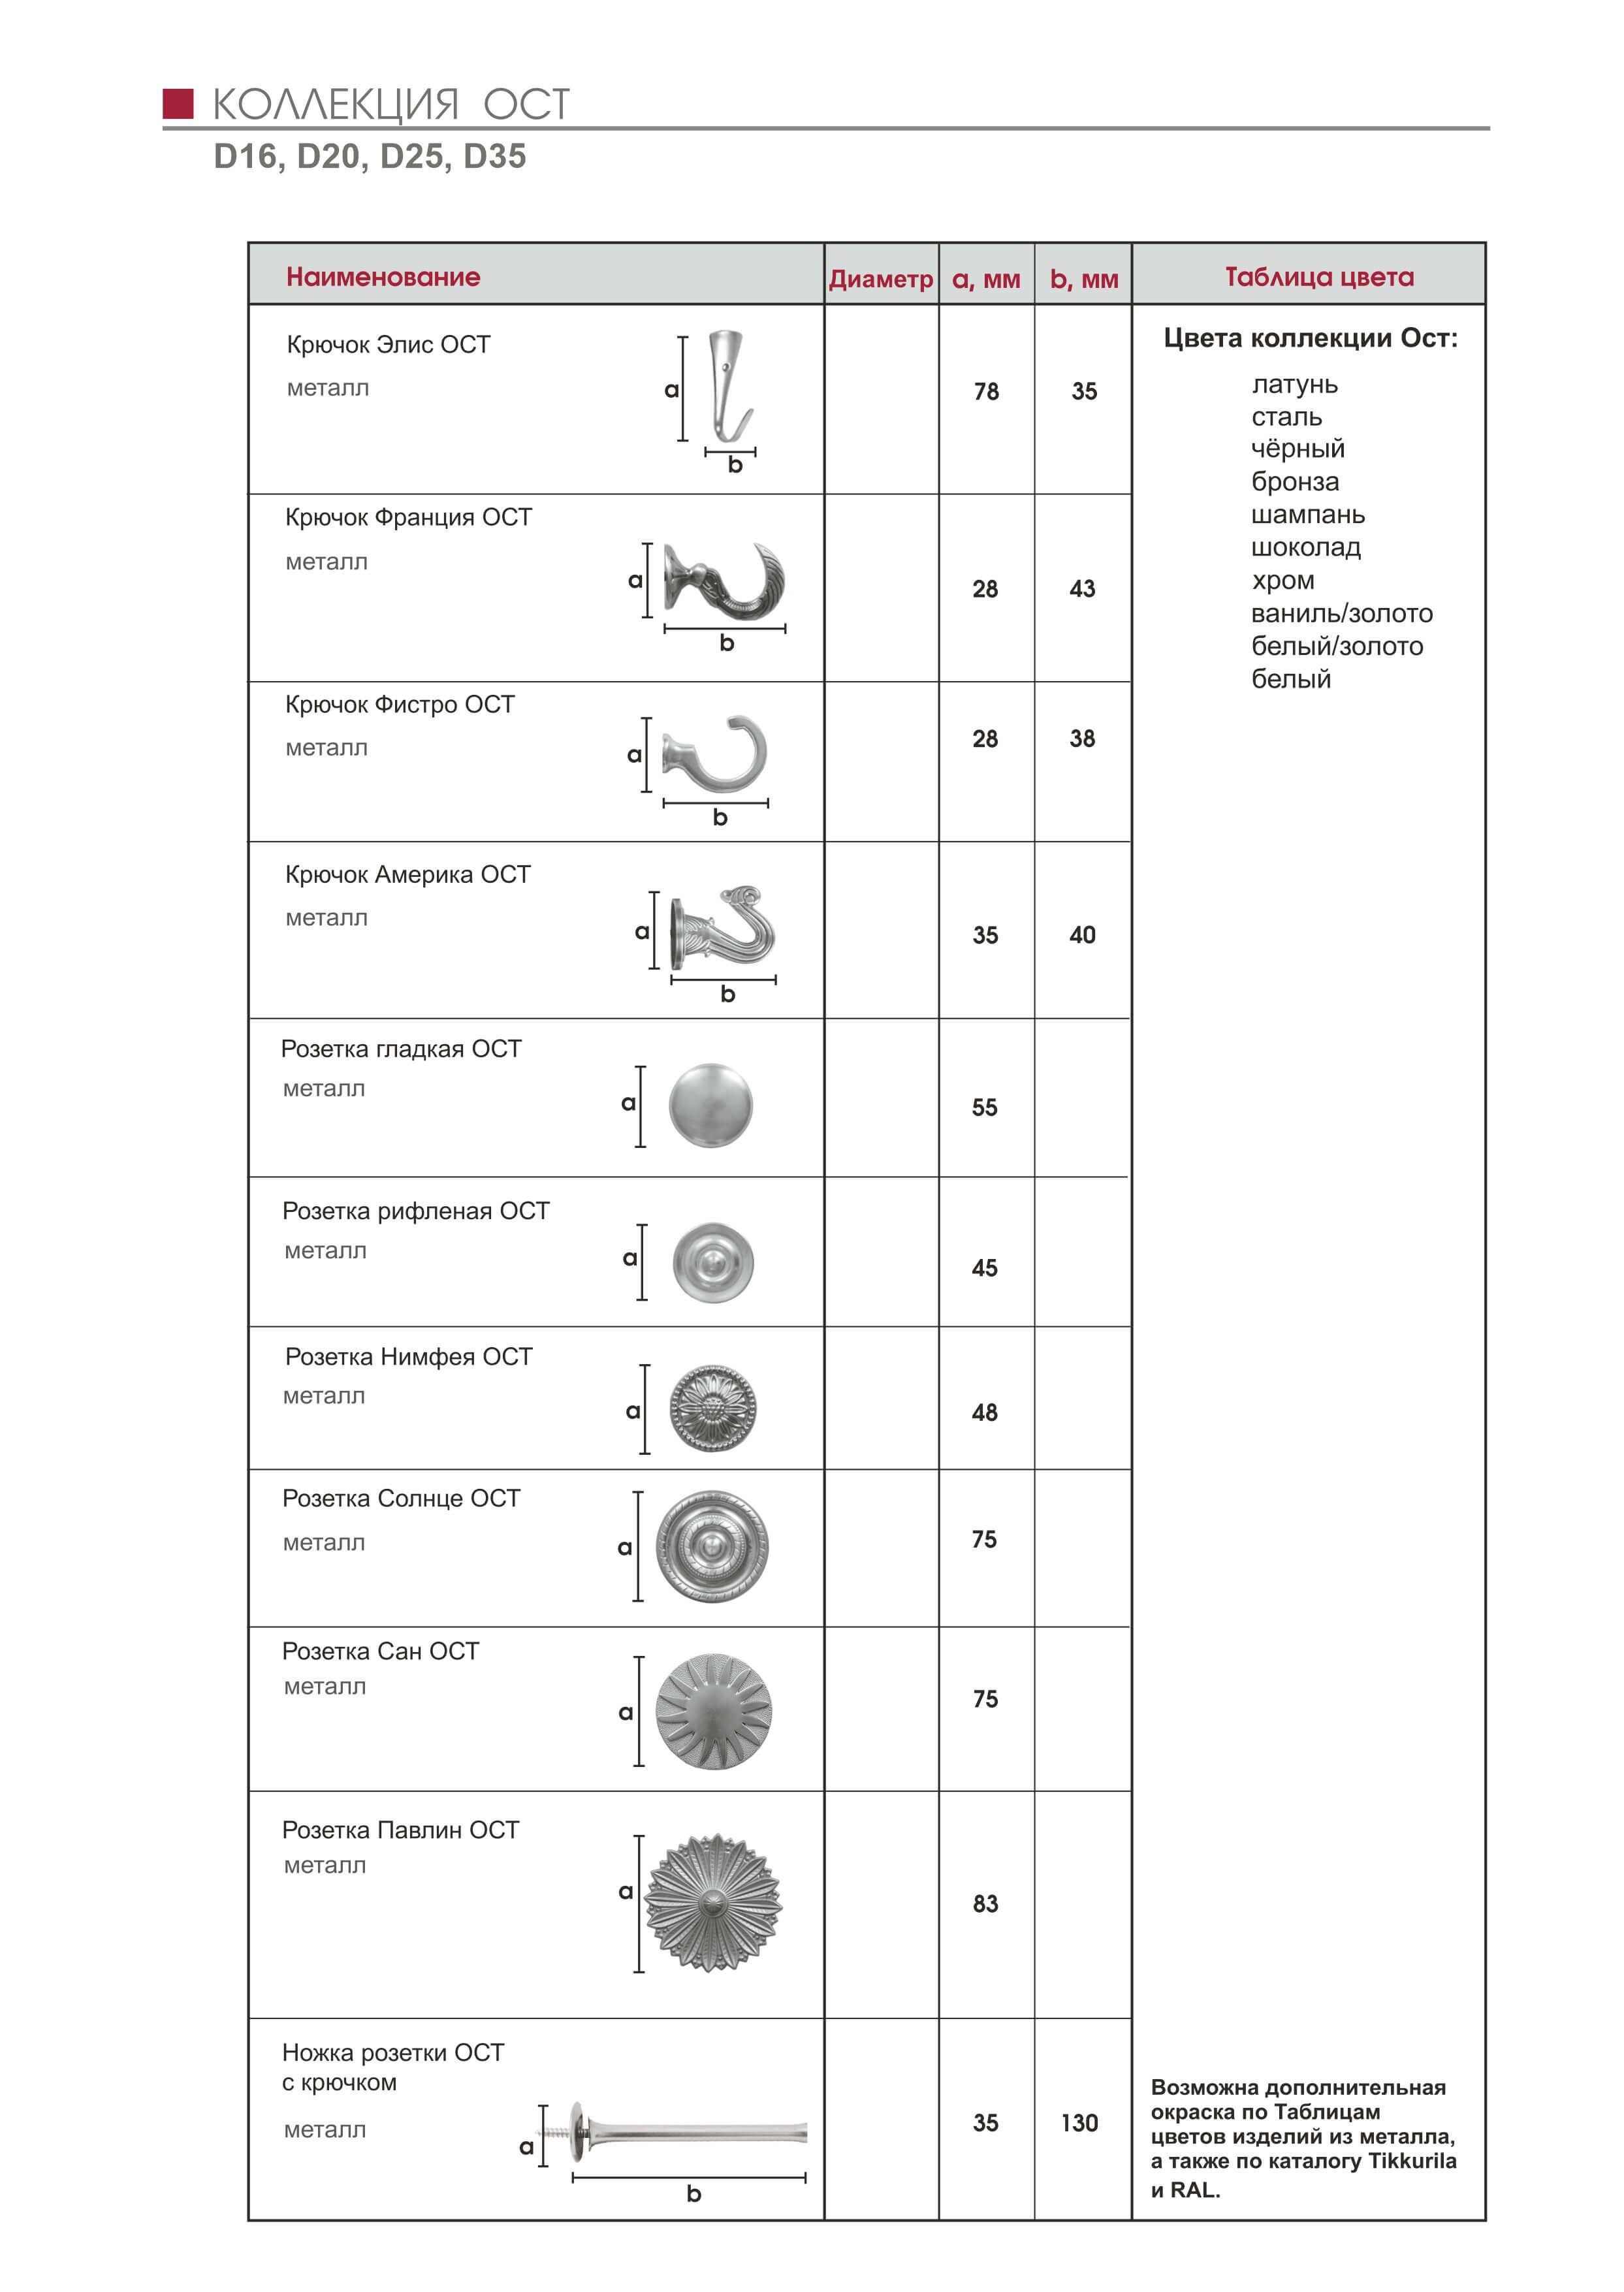 КОЛЛЕКЦИЯ ОСТ
D16, D20, D25, D35
Наименование Диаметр a, мм b, мм Таблица цвета
Крючок Элис ОСТ
металл
a
b
78 35
Крючок Франция ОСТ
металл
a
b
28 43
Крючок Фистро ОСТ
металл
a
b
28 38
Крючок Америка ОСТ
металл
a
b
35 40
Розетка гладкая ОСТ
металл
a
55
Розетка рифленая ОСТ
металл
a
45
Розетка Нимфея ОСТ
металл
a
48
Розетка Солнце ОСТ
металл
a
75
Розетка Сан ОСТ
металл
a
75
Розетка Павлин ОСТ
металл
a
83
Ножка розетки ОСТ
с крючком
металл
a
b
35 130
Цвета коллекции Ост:
латунь
сталь
чёрный
бронза
шампань
шоколад
хром
ваниль/золото
белый/золото
белый
Возможна дополнительная
окраска по Таблицам
цветов изделий из металла,
а также по каталогу Tikkurila
и RAL.